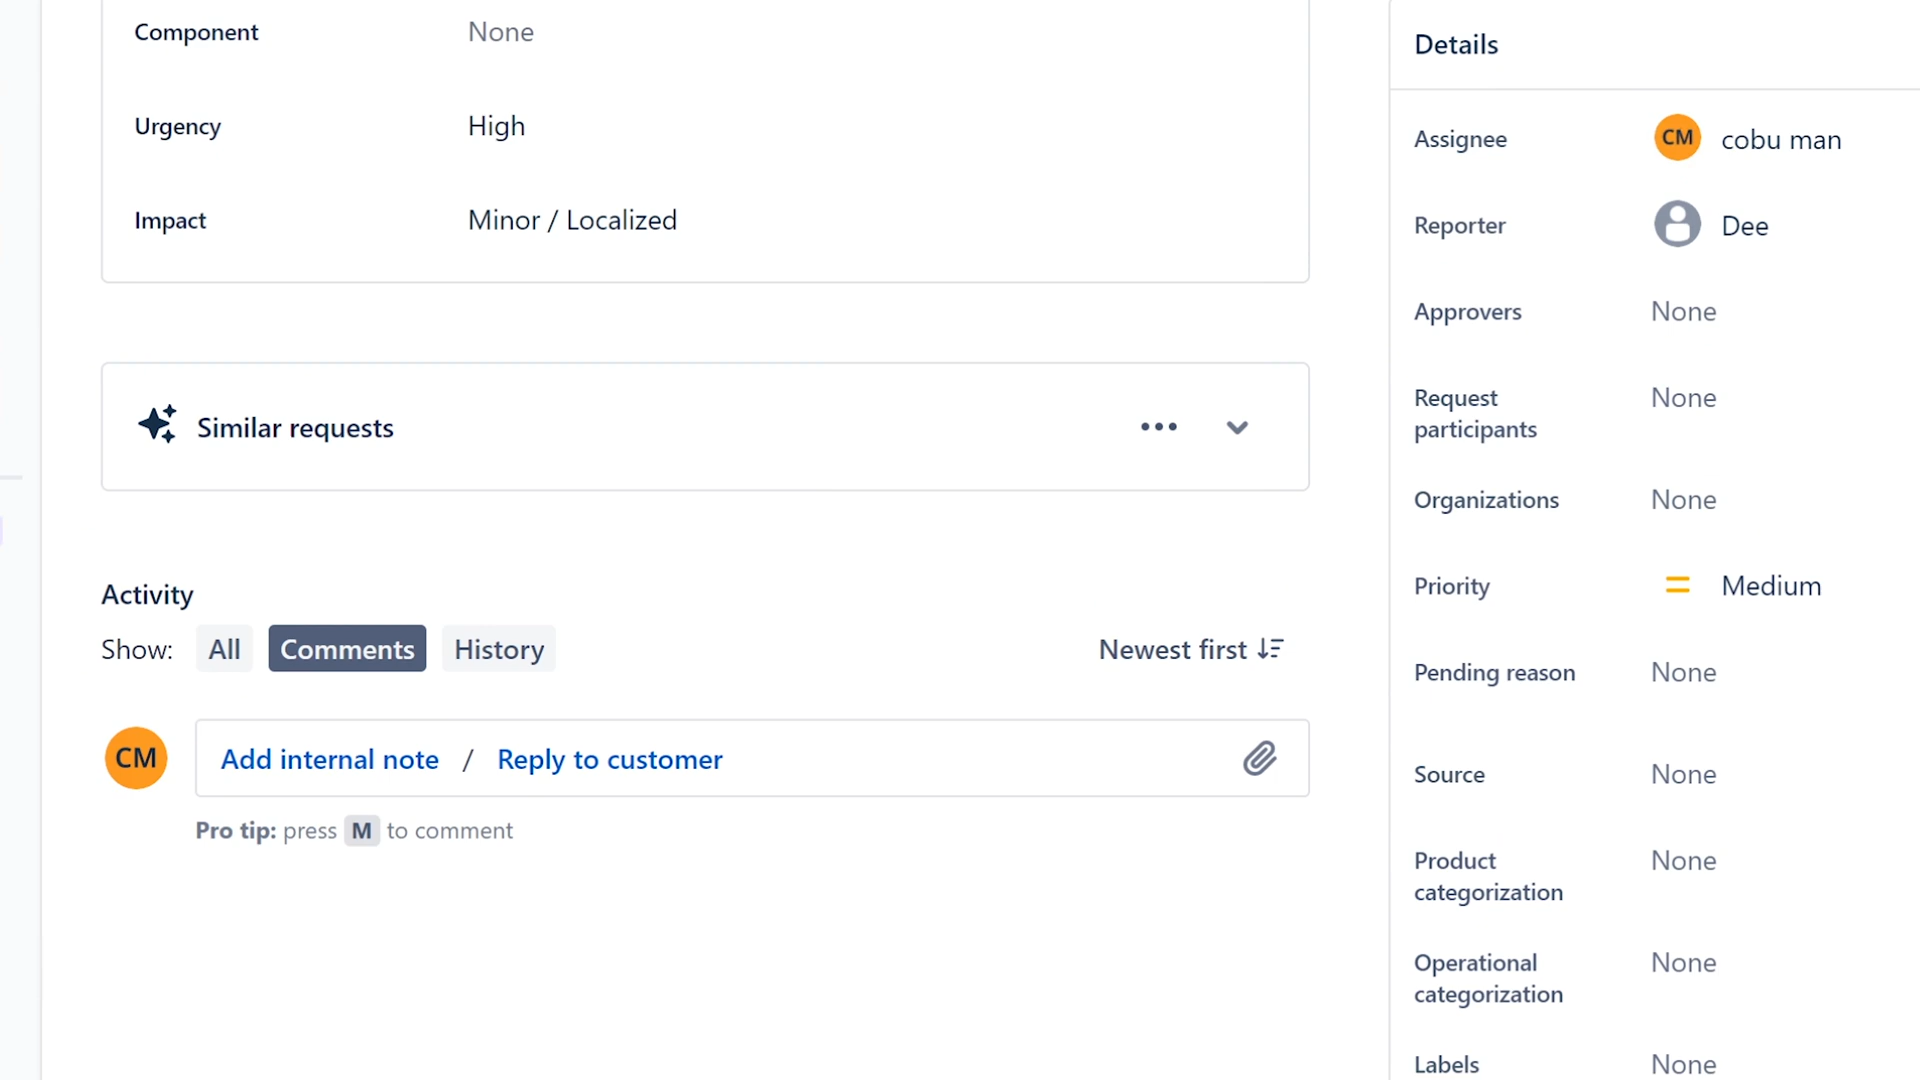 Component None
Urgency High
Impact Minor / Localized
Similar requests
Activity
Show: All Comments History Newest first
CM Add internal note / Reply to customer
Pro tip: press M to comment
Details
Assignee CM cobu man
Reporter Dee
Approvers None
Request None
participants
Organizations None
Priority Medium
Pending reason None
Source None
Product None
categorization
Operational None
categorization
Labels None